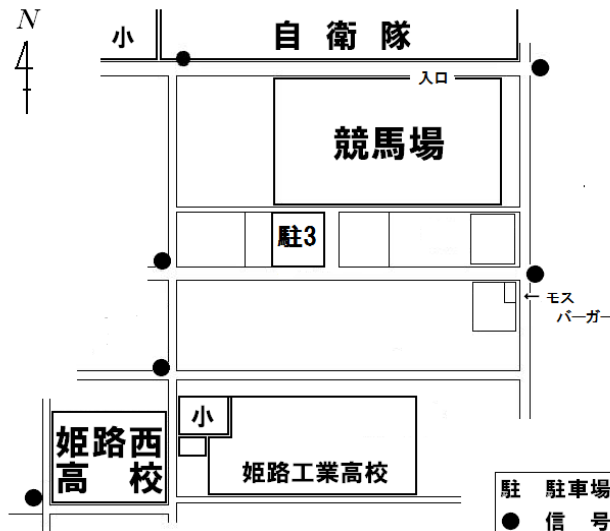 N
小
自衛隊
入口
競馬場
駐3
← モス
バーガー
小
姫路西
高校
姫路工業高校
駐 駐車場
● 信号